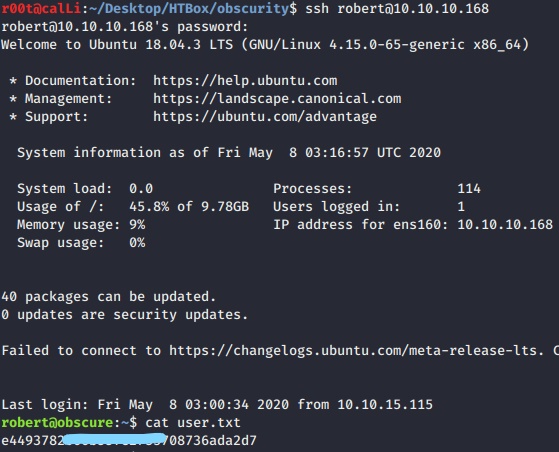 r00t@calLi:~/Desktop/HTBox/obscurity$ ssh robert@10.10.10.168
robert@10.10.10.168's password:
Welcome to Ubuntu 18.04.3 LTS (GNU/Linux 4.15.0-65-generic x86_64)
* Documentation:  https://help.ubuntu.com
* Management:     https://landscape.canonical.com
* Support:        https://ubuntu.com/advantage
System information as of Fri May  8 03:16:57 UTC 2020
System load:  0.0               Processes:             114
Usage of /:   45.8% of 9.78GB   Users logged in:       1
Memory usage: 9%                IP address for ens160: 10.10.10.168
Swap usage:   0%
40 packages can be updated.
0 updates are security updates.
Failed to connect to https://changelogs.ubuntu.com/meta-release-lts. C
Last login: Fri May  8 03:00:34 2020 from 10.10.15.115
robert@obscure:~$ cat user.txt